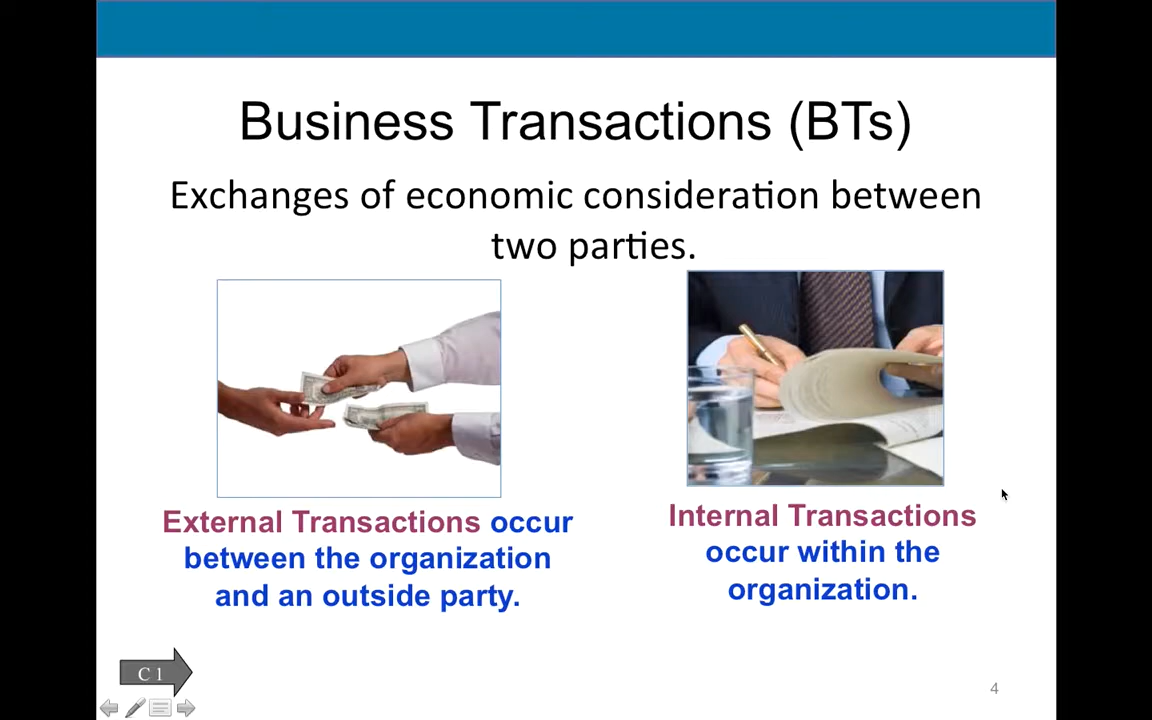 Business Transactions (BTs)
Exchanges of economic consideration between
two parties.
External Transactions occur
between the organization
and an outside party.
Internal Transactions
occur within the
organization.
C 1
4